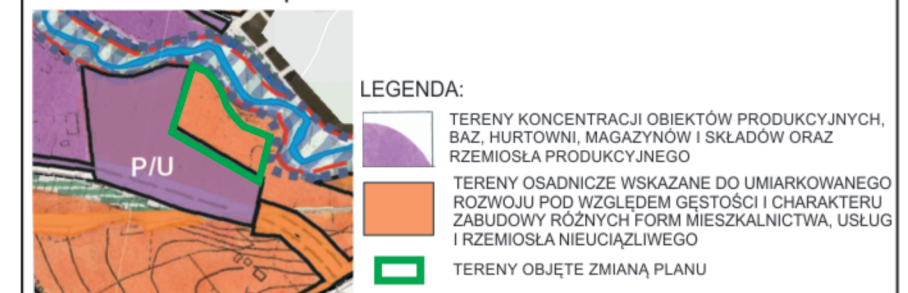 LEGENDA:
TERENY KONCENTRACJI OBIEKTÓW PRODUKCYJNYCH,
BAZ, HURTOWNI, MAGAZYNÓW I SKŁADÓW ORAZ
RZEMIOSŁA PRODUKCYJNEGO
P/U
TERENY OSADNICZE WSKAZANE DO UMIARKOWANEGO
ROZWOJU POD WZGLĘDEM GĘSTOŚCI I CHARAKTERU
ZABUDOWY RÓŻNYCH FORM MIESZKALNICTWA, USŁUG
I RZEMIOSŁA NIEUCIĄZLIWEGO
TERENY OBJĘTE ZMIANĄ PLANU